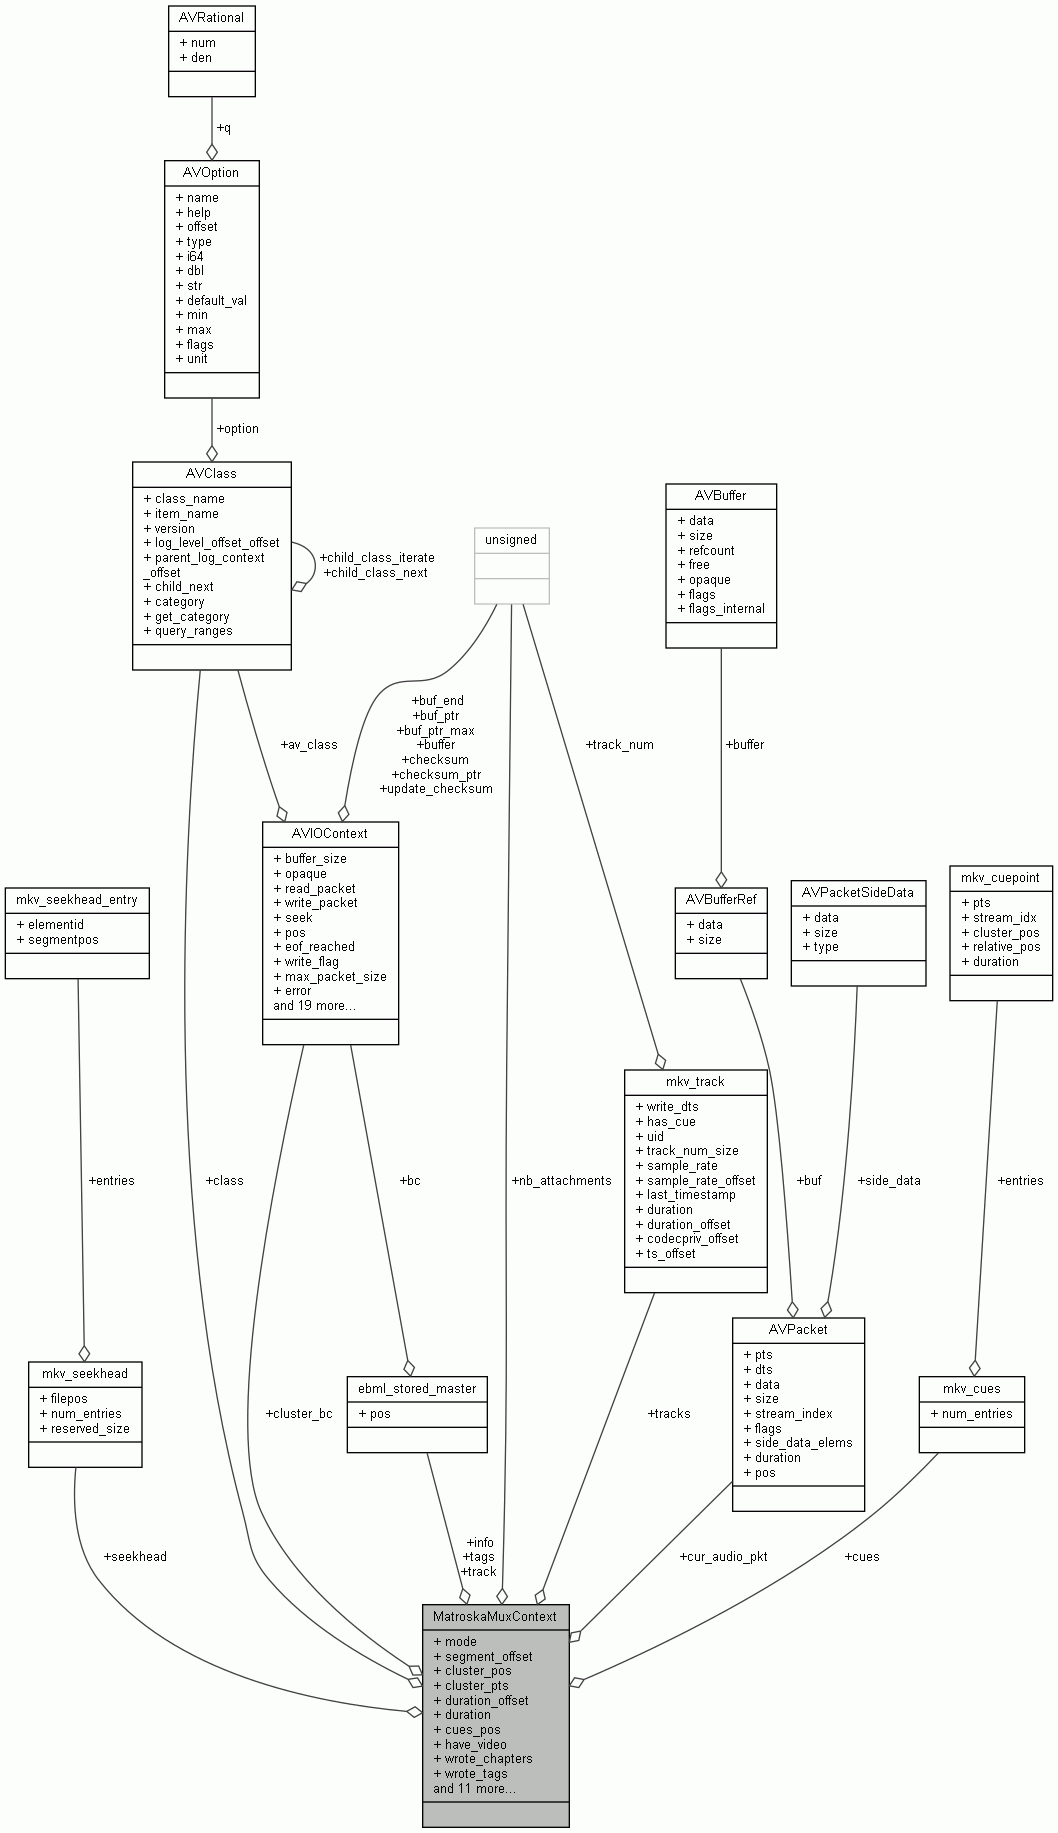 AVRational
+ num
+ den
+q
AVOption
+ name
+ help
+ offset
+ type
+ i64
+ dbl
+ str
+ default_val
+ min
+ max
+ flags
+ unit
+option
AVClass
+ class_name
+ item_name
+ version
+ log_level_offset_offset
+ parent_log_context
_offset
+ child_next
+ category
+ get_category
+ query_ranges
+child_class_iterate
+child_class_next
unsigned
AVBuffer
+ data
+ size
+ refcount
+ free
+ opaque
+ flags
+ flags_internal
+av_class
+buf_end
+buf_ptr
+buf_ptr_max
+buffer
+checksum
+checksum_ptr
+update_checksum
+track_num
+buffer
AVIOContext
+ buffer_size
+ opaque
+ read_packet
+ write_packet
+ seek
+ pos
+ eof_reached
+ write_flag
+ max_packet_size
+ error
and 19 more...
mkv_seekhead_entry
+ elementid
+ segmentpos
AVBufferRef
+ data
+ size
AVPacketSideData
+ data
+ size
+ type
mkv_cuepoint
+ pts
+ stream_idx
+ cluster_pos
+ relative_pos
+ duration
mkv_track
+ write_dts
+ has_cue
+ uid
+ track_num_size
+ sample_rate
+ sample_rate_offset
+ last_timestamp
+ duration
+ duration_offset
+ codecpriv_offset
+ ts_offset
+entries
+class
+bc
+nb_attachments
+buf
+side_data
+entries
mkv_seekhead
+ filepos
+ num_entries
+ reserved_size
+cluster_bc
ebml_stored_master
+ pos
+tracks
AVPacket
+ pts
+ dts
+ data
+ size
+ stream_index
+ flags
+ side_data_elems
+ duration
+ pos
mkv_cues
+ num_entries
+seekhead
+info
+tags
+track
+cur_audio_pkt
+cues
MatroskaMuxContext
+ mode
+ segment_offset
+ cluster_pos
+ cluster_pts
+ duration_offset
+ duration
+ cues_pos
+ have_video
+ wrote_chapters
+ wrote_tags
and 11 more...